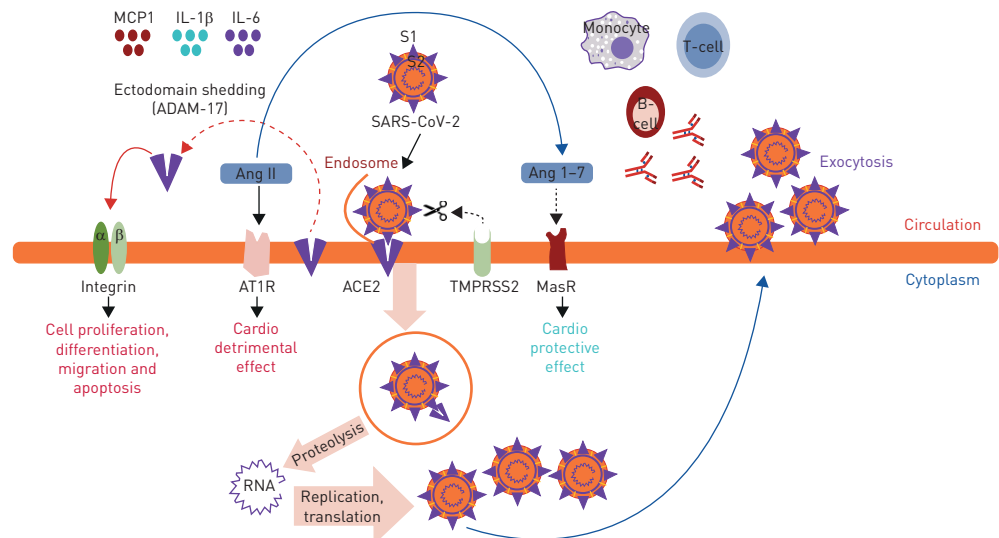 MCP1
IL-1β
IL-6
S1
S2
SARS-CoV-2
Monocyte
T-cell
B-
cell
Ectodomain shedding
(ADAM-17)
Ang II
Endosome
Ang 1–7
Exocytosis
α
β
Circulation
Cytoplasm
Integrin
AT1R
ACE2
TMPRSS2
MasR
Cell proliferation,
differentiation,
migration and
apoptosis
Cardio
detrimental
effect
Cardio
protective
effect
Proteolysis
RNA
Replication,
translation